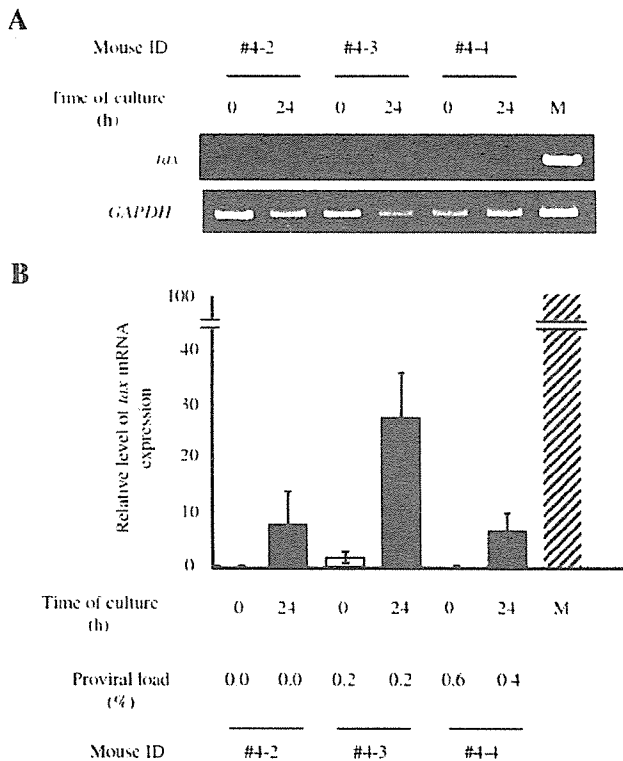 A
Mouse ID #4-2 #4-3 #4-4
Time of culture 0 24 0 24 0 24 M
(h)
tax
GAPDH
B
100
40
30
20
10
0
Relative level of tax mRNA
expression
Time of culture 0 24 0 24 0 24 M
(h)
Proviral load 0.0 0.0 0.2 0.2 0.6 0.4
(%)
Mouse ID #4-2 #4-3 #4-4